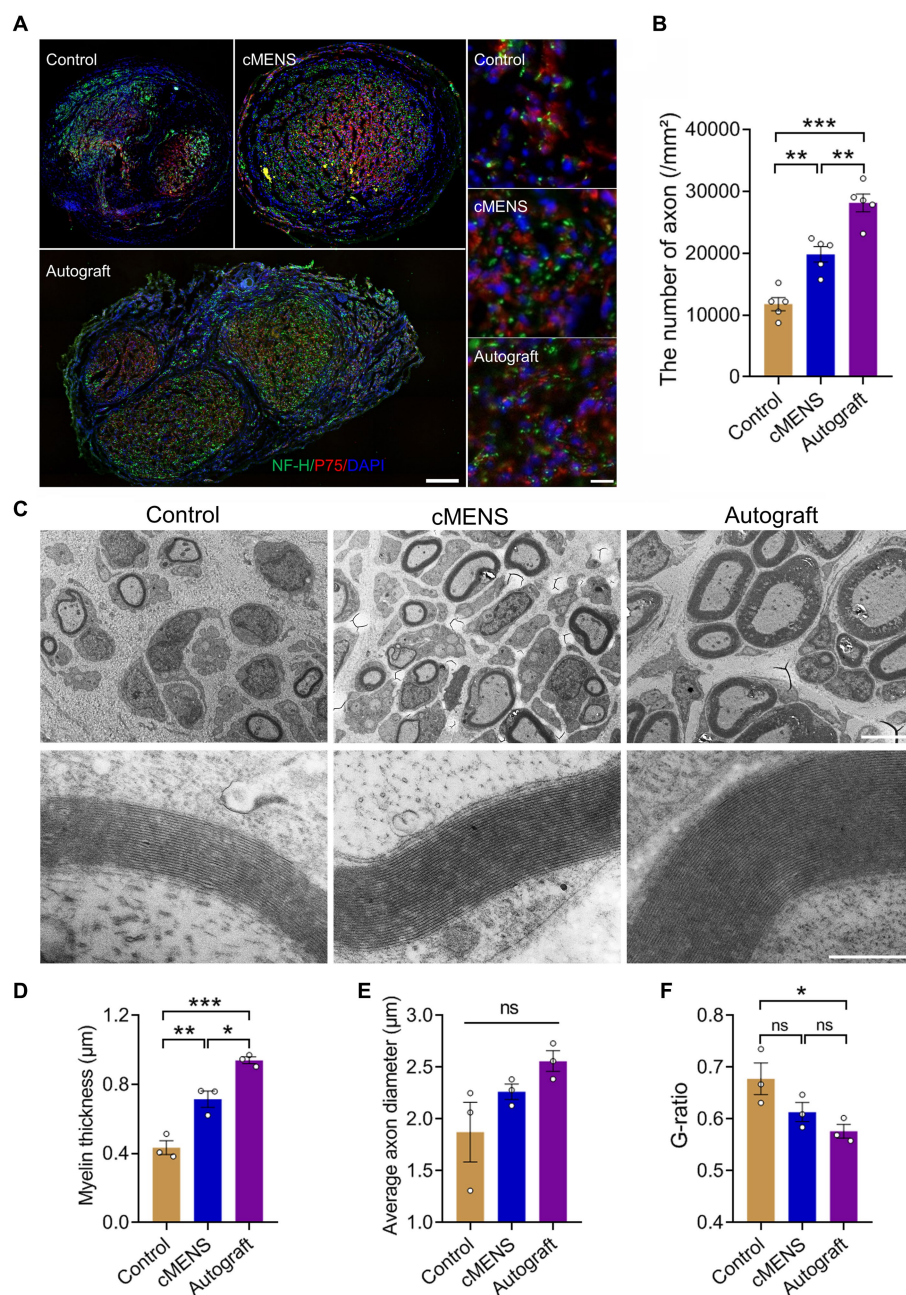 A
Control
cMENS
Control
cMENS
Autograft
Autograft
NF-H/P75/DAPI
B
The number of axon (/mm²)
40000
30000
20000
10000
0
***
** **
Control
cMENS
Autograft
C
Control
cMENS
Autograft
D
Myelin thickness (μm)
1.2
0.8
0.4
0.0
***
** *
Control
cMENS
Autograft
E
Average axon diameter (μm)
3.0
2.5
2.0
1.5
1.0
ns
Control
cMENS
Autograft
F
G-ratio
0.8
0.7
0.6
0.5
0.4
*
ns ns
Control
cMENS
Autograft